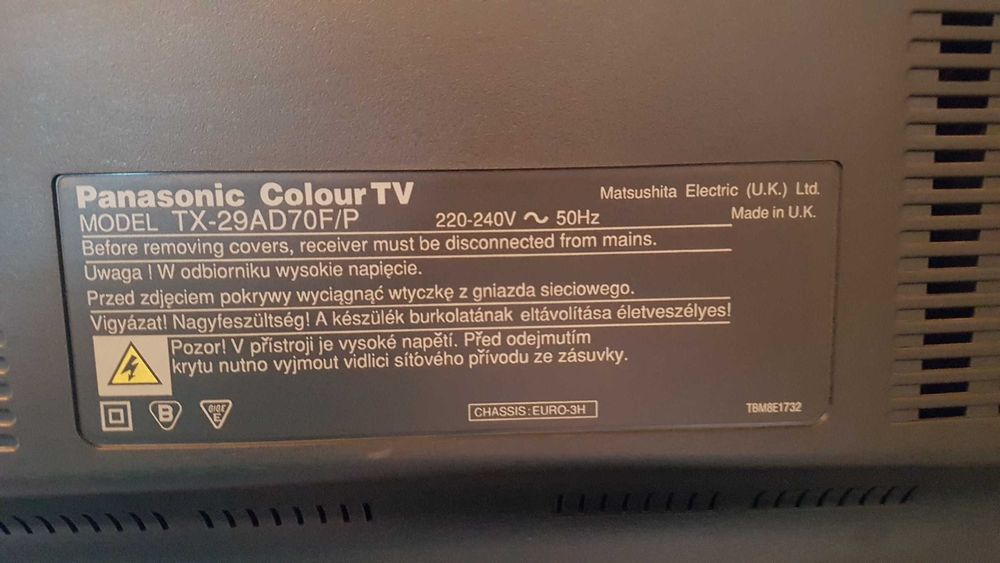 Panasonic Colour TV
Matsushita Electric (U.K.) Ltd.
MODEL TX-29AD70F/P 220-240V ~ 50Hz
Made in U.K.
Before removing covers, receiver must be disconnected from mains.
Uwaga ! W odbiorniku wysokie napięcie.
Przed zdjęciem pokrywy wyciągnąć wtyczkę z gniazda sieciowego.
Vigyázat! Nagyfeszültség! A készülék burkolatának eltávolítása életveszélyes!
Pozor! V přístroji je vysoké napětí. Před odejmutím
krytu nutno vyjmout vidlici síťového přívodu ze zásuvky.
B
E
CHASSIS: EURO-3H
TBM8E1732